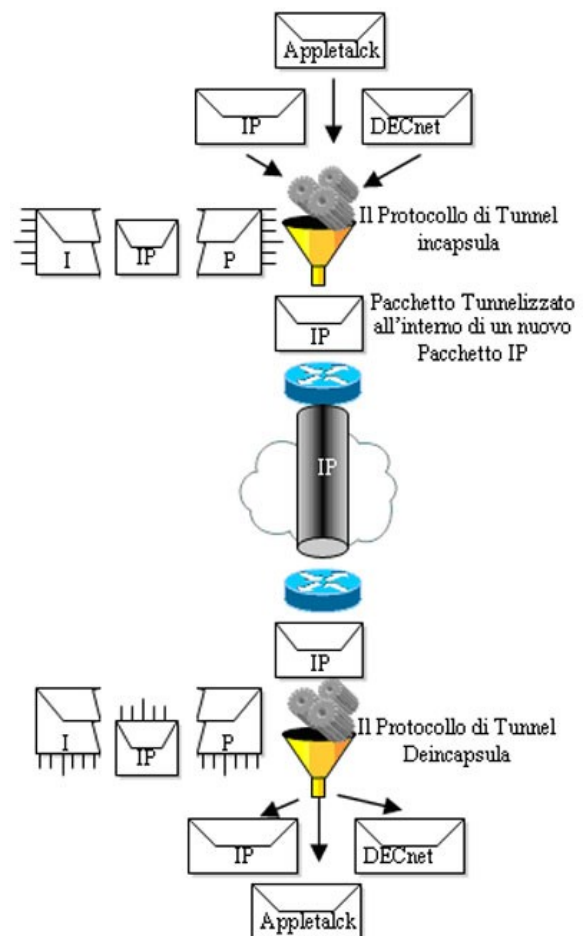 Appletalck
IP
DECnet
Il Protocollo di Tunnel
incapsula
I
IP
P
Pacchetto Tunnelizzato
all'interno di un nuovo
Pacchetto IP
IP
IP
IP
I
IP
P
Il Protocollo di Tunnel
Deincapsula
IP
DECnet
Appletalck